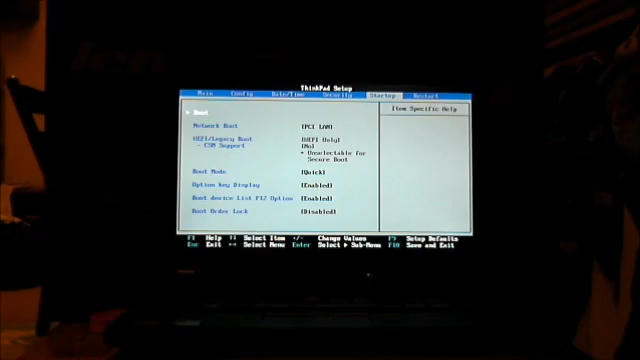 ThinkPad Setup
Main Config Date/Time Security Startup Restart
Boot
Item Specific Help
Network Boot [PCI LAN]
UEFI/Legacy Boot [UEFI Only]
- CSM Support [No]
* Unselectable for
Secure Boot
Boot Mode [Quick]
Option Key Display [Enabled]
Boot device List F12 Option [Enabled]
Boot Order Lock [Disabled]
F1 Help ↑↓ Select Item -/+ Change Values F9 Setup Defaults
Esc Exit ↔ Select Menu Enter Select ▶ Sub-Menu F10 Save and Exit